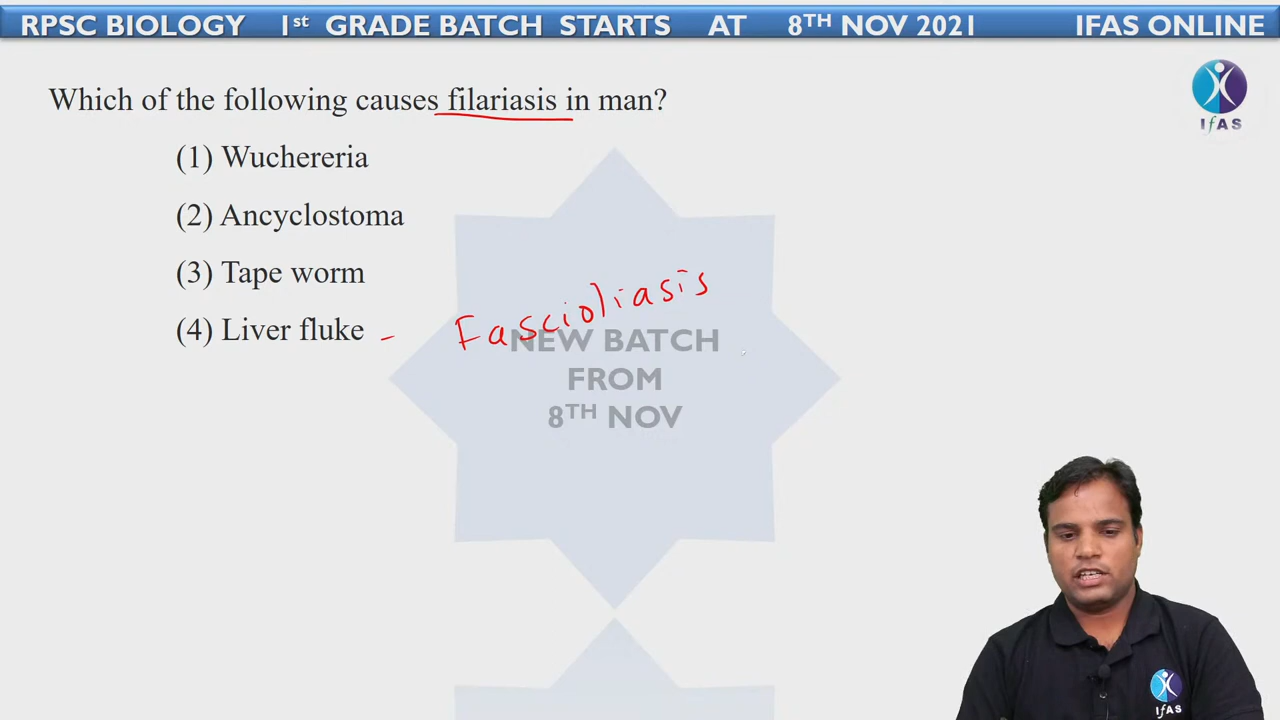 RPSC BIOLOGY 1st GRADE BATCH STARTS AT 8TH NOV 2021 IFAS ONLINE
IfAS
Which of the following causes filariasis in man?
(1) Wuchereria
(2) Ancyclostoma
(3) Tape worm
(4) Liver fluke - Fascioliasis
NEW BATCH
FROM
8TH NOV
IfAS